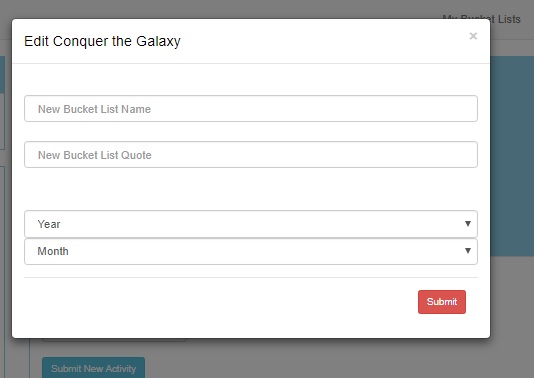 My Bucket Lists
Edit Conquer the Galaxy
×
New Bucket List Name
New Bucket List Quote
Year
Month
Submit
Submit New Activity